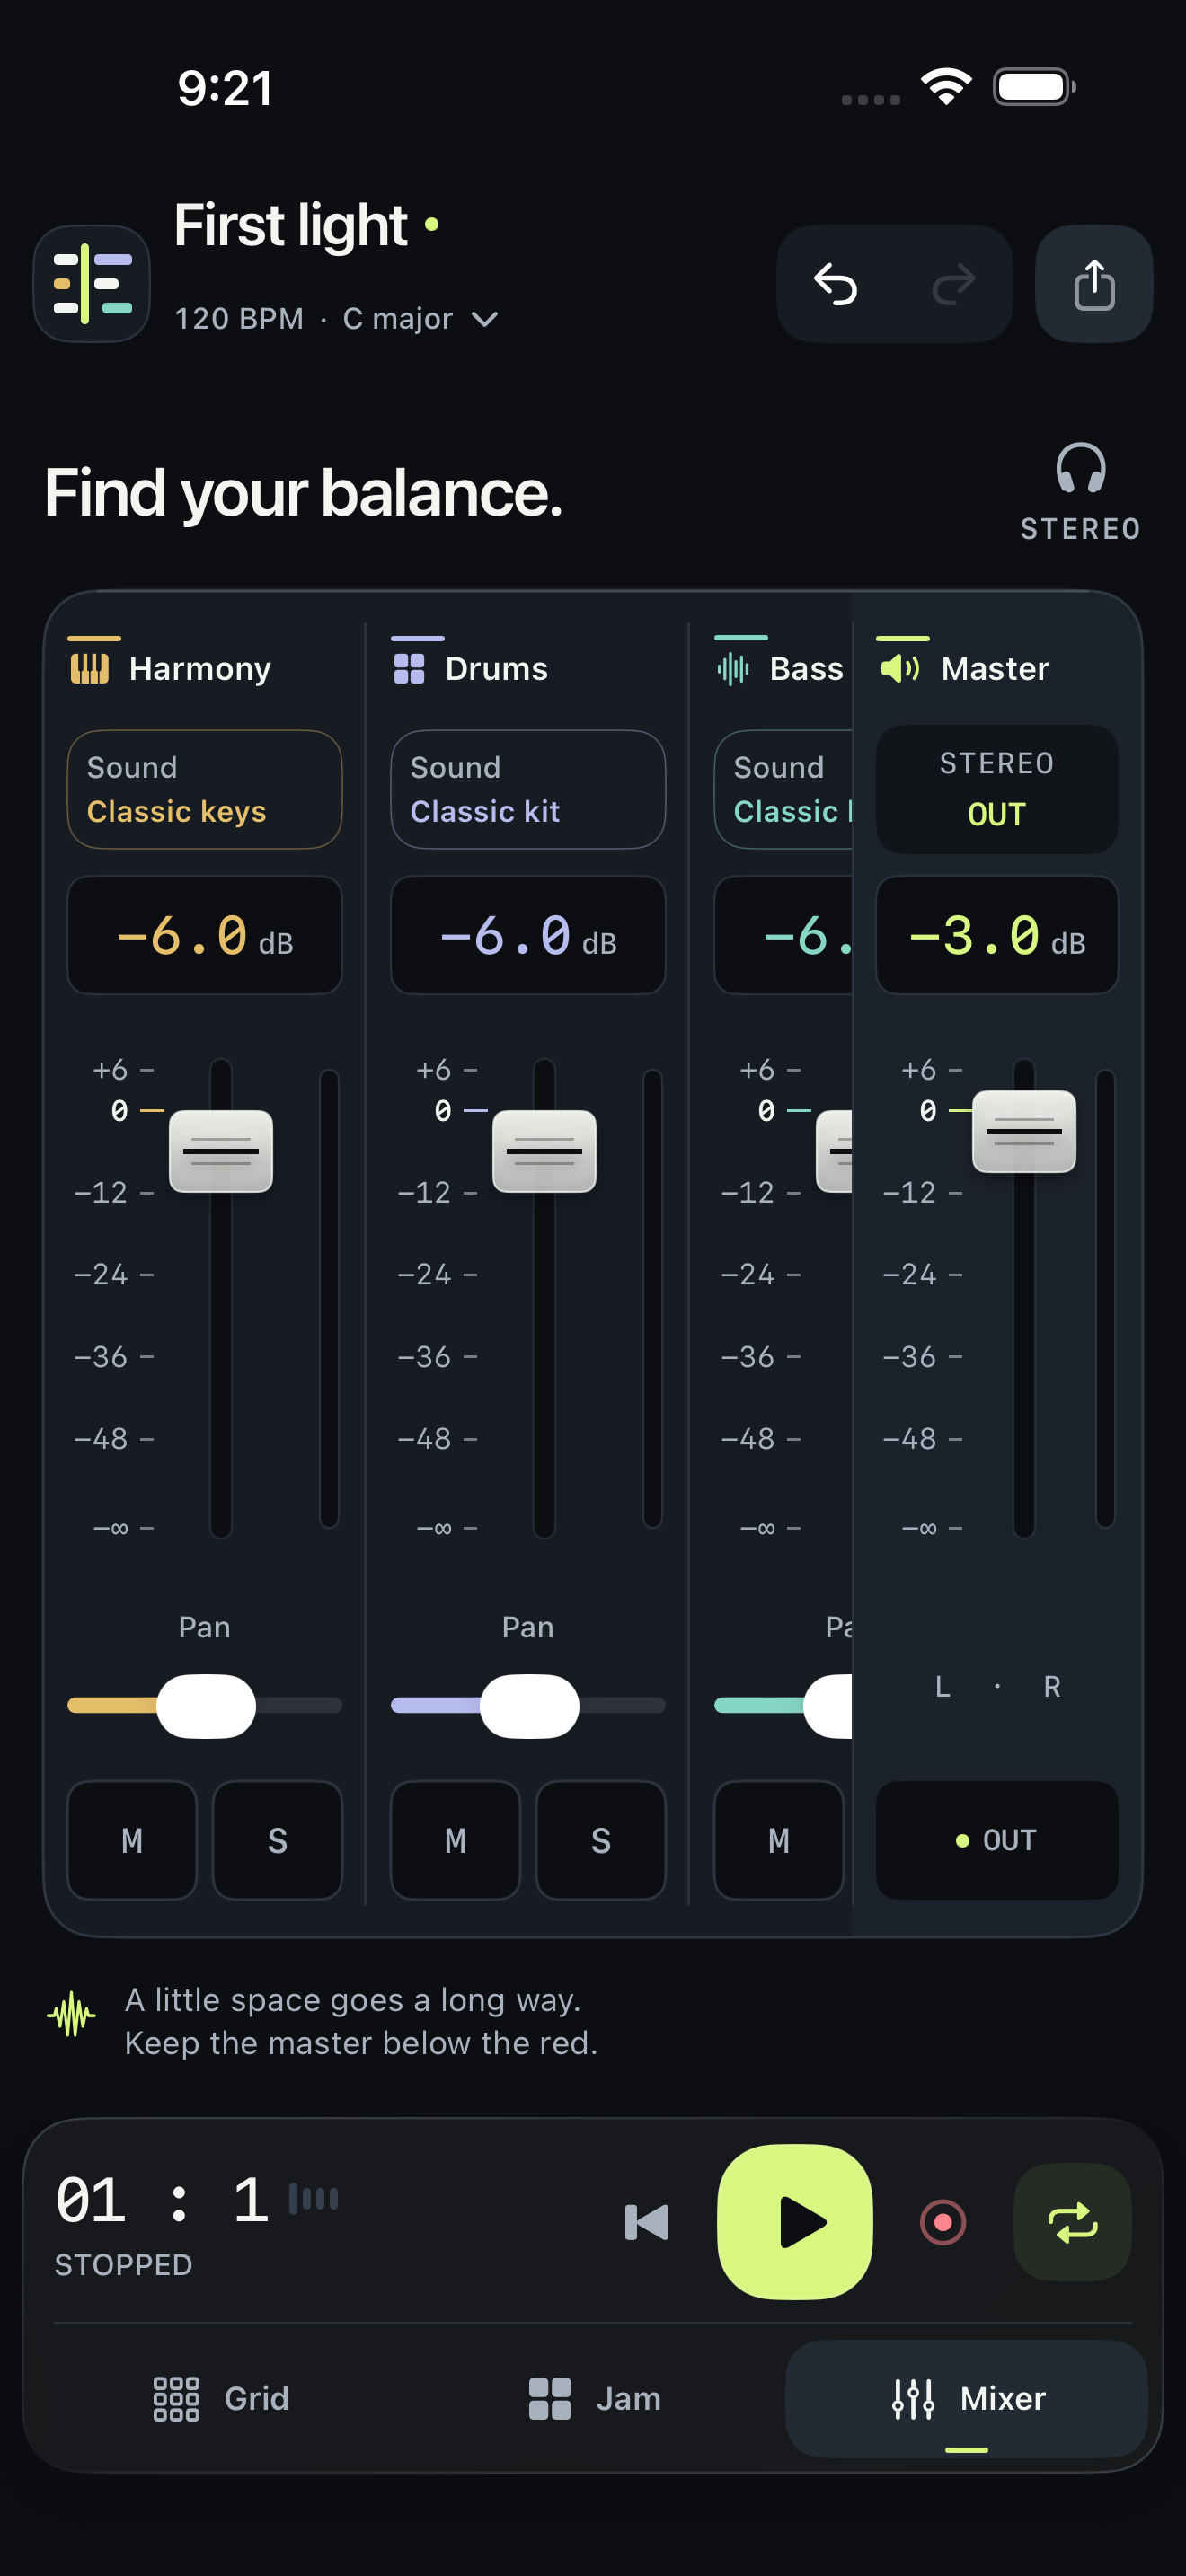 9:21
First light
120 BPM · C major
Find your balance.
STEREO
Harmony
Sound
Classic keys
−6.0 dB
+6
0
−12
−24
−36
−48
−∞
Pan
M S
Drums
Sound
Classic kit
−6.0 dB
+6
0
−12
−24
−36
−48
−∞
Pan
M S
Bass
Sound
Classic
−6.
+6
0
−12
−24
−36
−48
−∞
M
Master
STEREO
OUT
−3.0 dB
+6
0
−12
−24
−36
−48
−∞
L · R
OUT
A little space goes a long way.
Keep the master below the red.
01 : 1
STOPPED
Grid
Jam
Mixer